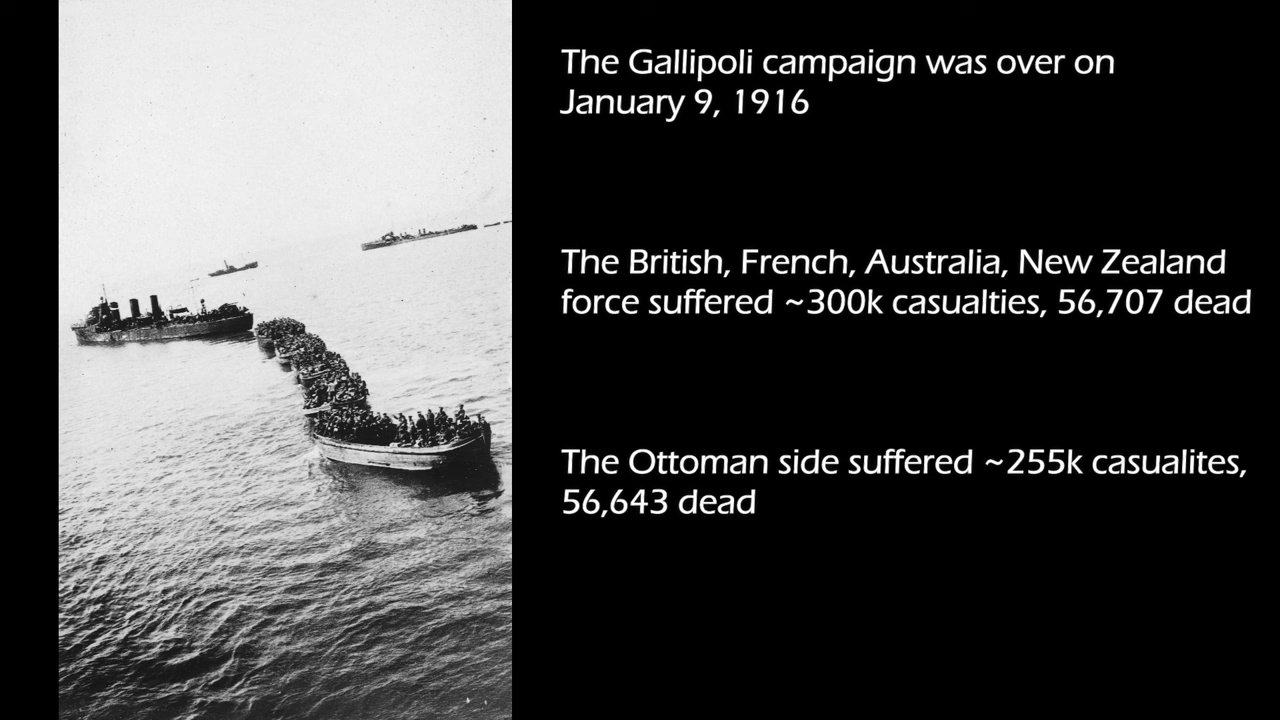 The Gallipoli campaign was over on
January 9, 1916
The British, French, Australia, New Zealand
force suffered ~300k casualties, 56,707 dead
The Ottoman side suffered ~255k casualites,
56,643 dead